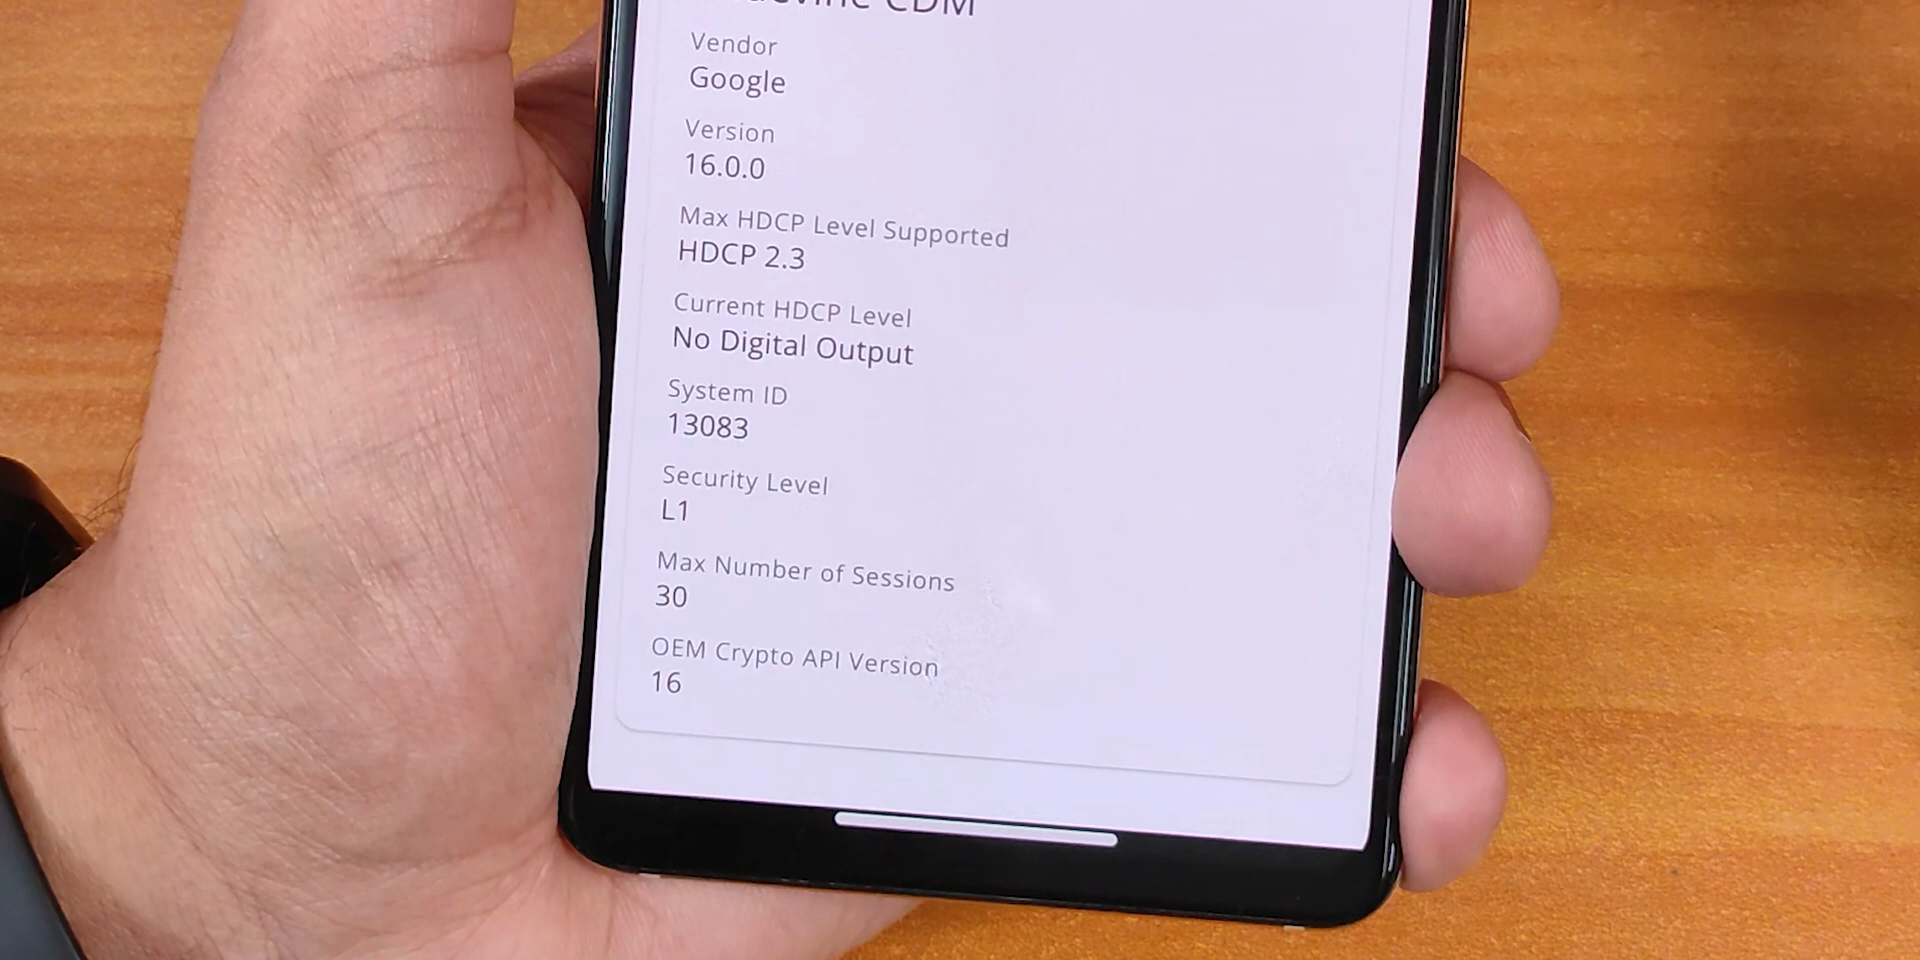 CDM
Vendor
Google
Version
16.0.0
Max HDCP Level Supported
HDCP 2.3
Current HDCP Level
No Digital Output
System ID
13083
Security Level
L1
Max Number of Sessions
30
OEM Crypto API Version
16